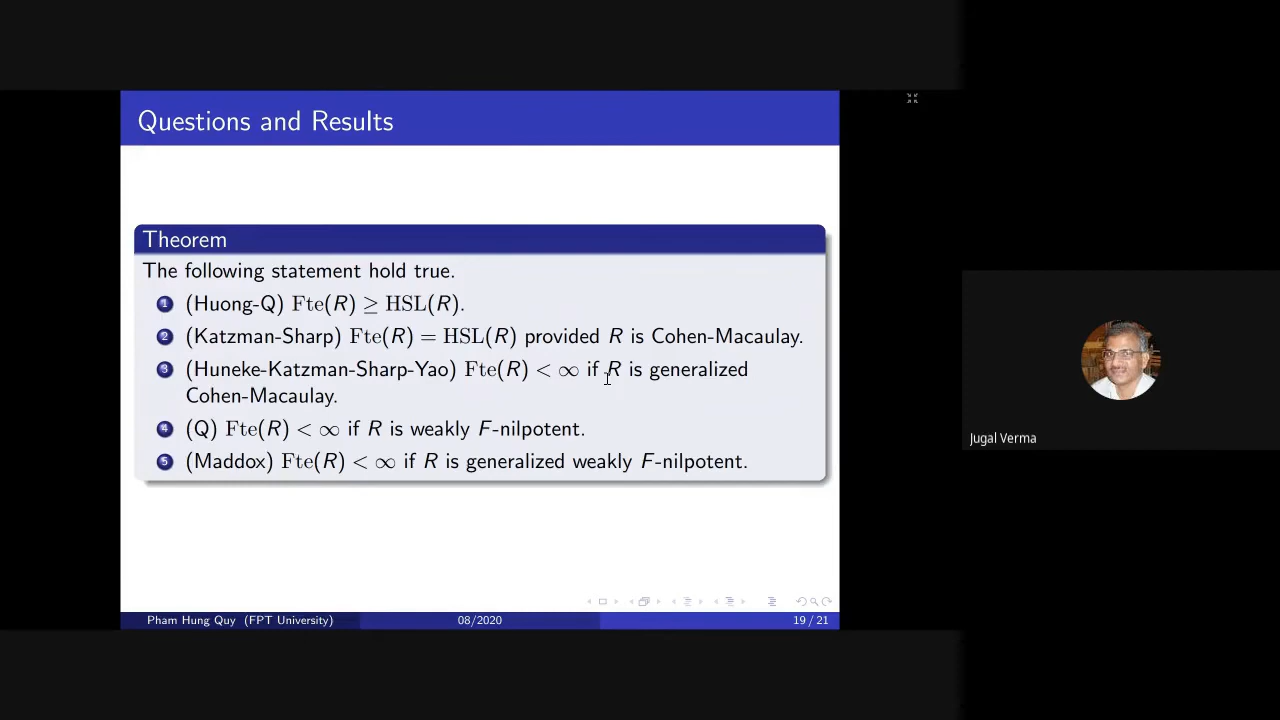 Questions and Results
Theorem
The following statement hold true.
1 (Huong-Q) Fte(R) ≥ HSL(R).
2 (Katzman-Sharp) Fte(R) = HSL(R) provided R is Cohen-Macaulay.
3 (Huneke-Katzman-Sharp-Yao) Fte(R) < ∞ if R is generalized
Cohen-Macaulay.
4 (Q) Fte(R) < ∞ if R is weakly F-nilpotent.
5 (Maddox) Fte(R) < ∞ if R is generalized weakly F-nilpotent.
Pham Hung Quy (FPT University) 08/2020 19 / 21
Jugal Verma